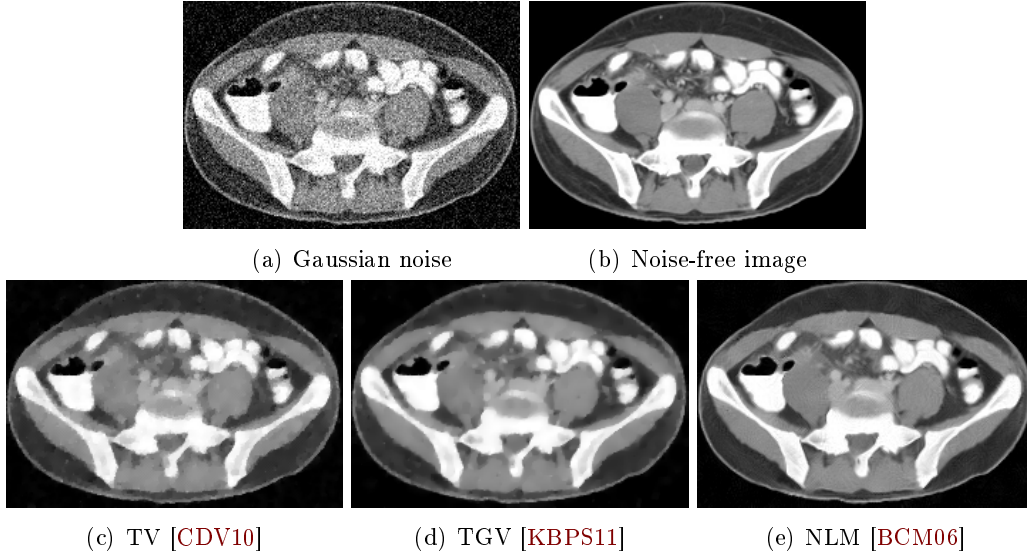 (a) Gaussian noise
(b) Noise-free image
(c) TV [CDV10]
(d) TGV [KBPS11]
(e) NLM [BCM06]